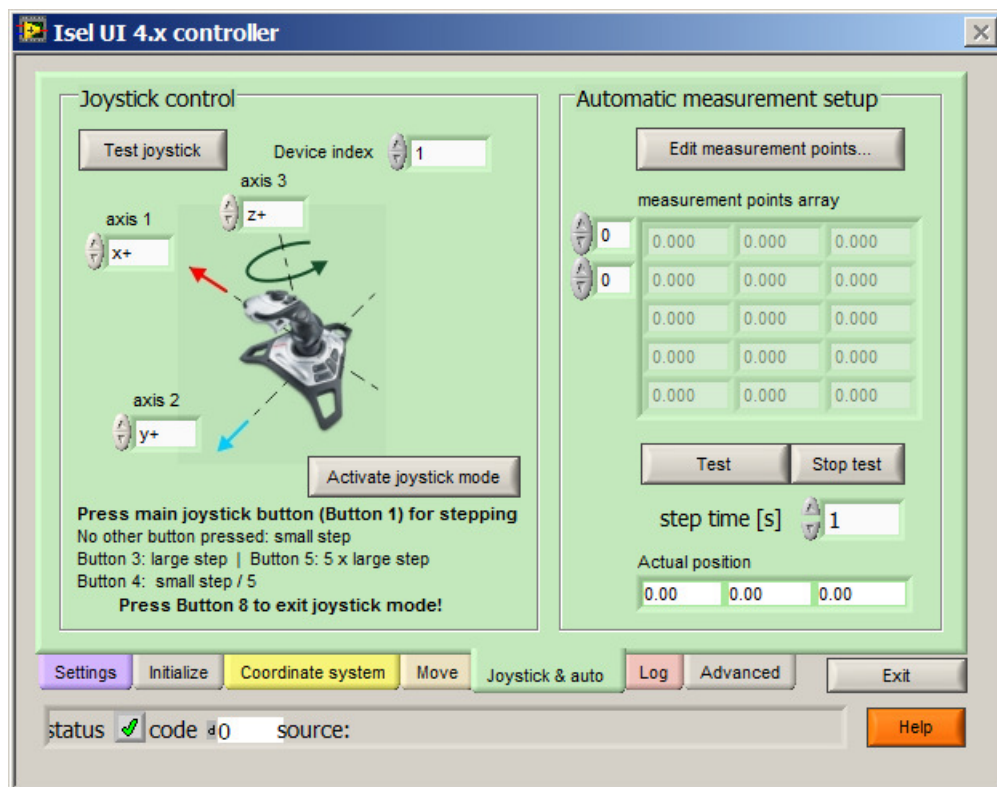 Isel UI 4.x controller
Joystick control
Test joystick
Device index
1
axis 3
z+
axis 1
x+
axis 2
y+
Activate joystick mode
Press main joystick button (Button 1) for stepping
No other button pressed: small step
Button 3: large step | Button 5: 5 x large step
Button 4: small step / 5
Press Button 8 to exit joystick mode!
Automatic measurement setup
Edit measurement points...
measurement points array
0
0
0.000 0.000 0.000
0.000 0.000 0.000
0.000 0.000 0.000
0.000 0.000 0.000
0.000 0.000 0.000
Test
Stop test
step time [s]
1
Actual position
0.00 0.00 0.00
Settings Initialize Coordinate system Move Joystick & auto Log Advanced
Exit
status code d0 source:
Help